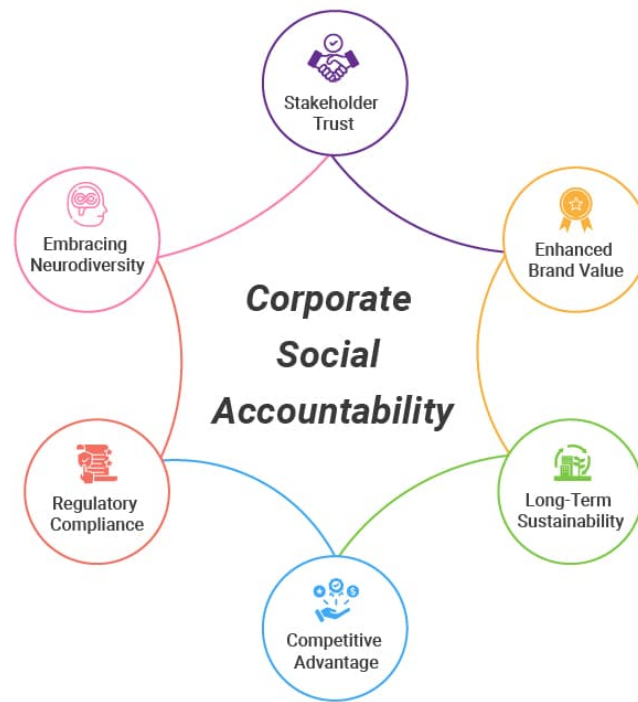 Stakeholder
Trust
Embracing
Neurodiversity
Enhanced
Brand Value
Corporate
Social
Accountability
Regulatory
Compliance
Long-Term
Sustainability
Competitive
Advantage